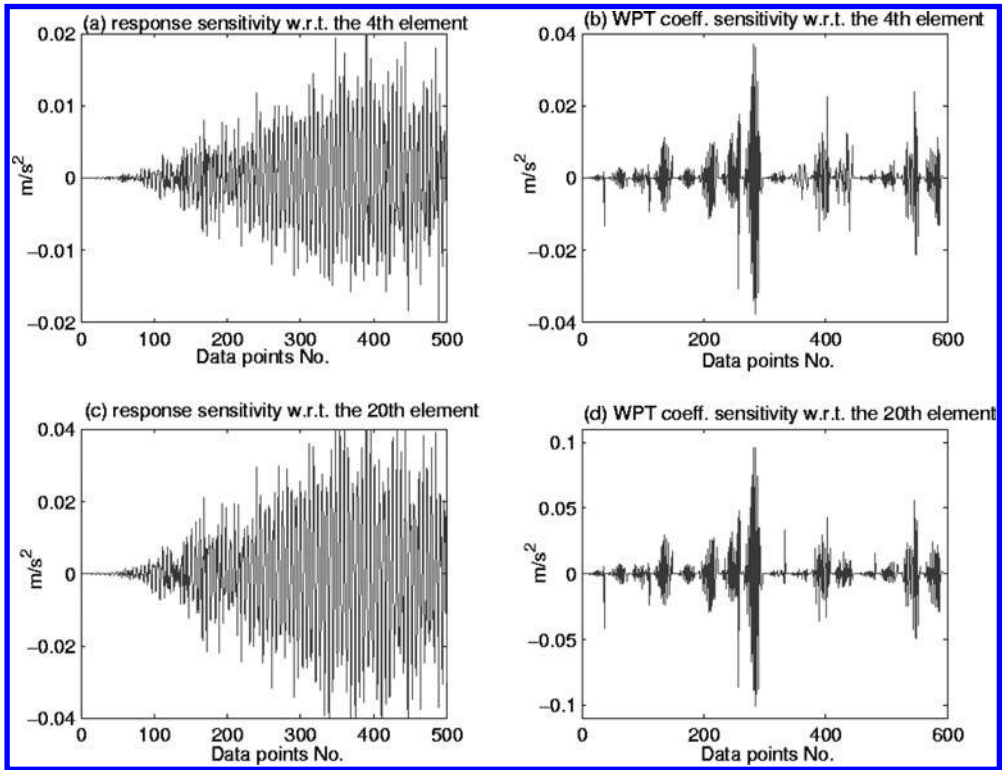 (a) response sensitivity w.r.t. the 4th element
0.02
0.01
0
−0.01
−0.02
m/s²
0 100 200 300 400 500
Data points No.
(b) WPT coeff. sensitivity w.r.t. the 4th element
0.04
0.02
0
−0.02
−0.04
m/s²
0 200 400 600
Data points No.
(c) response sensitivity w.r.t. the 20th element
0.04
0.02
0
−0.02
−0.04
m/s²
0 100 200 300 400 500
Data points No.
(d) WPT coeff. sensitivity w.r.t. the 20th element
0.1
0.05
0
−0.05
−0.1
m/s²
0 200 400 600
Data points No.